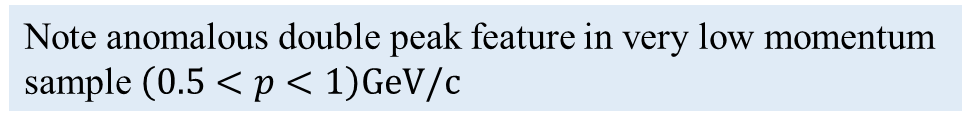 Note anomalous double peak feature in very low momentum
sample (0.5 < p < 1)GeV/c